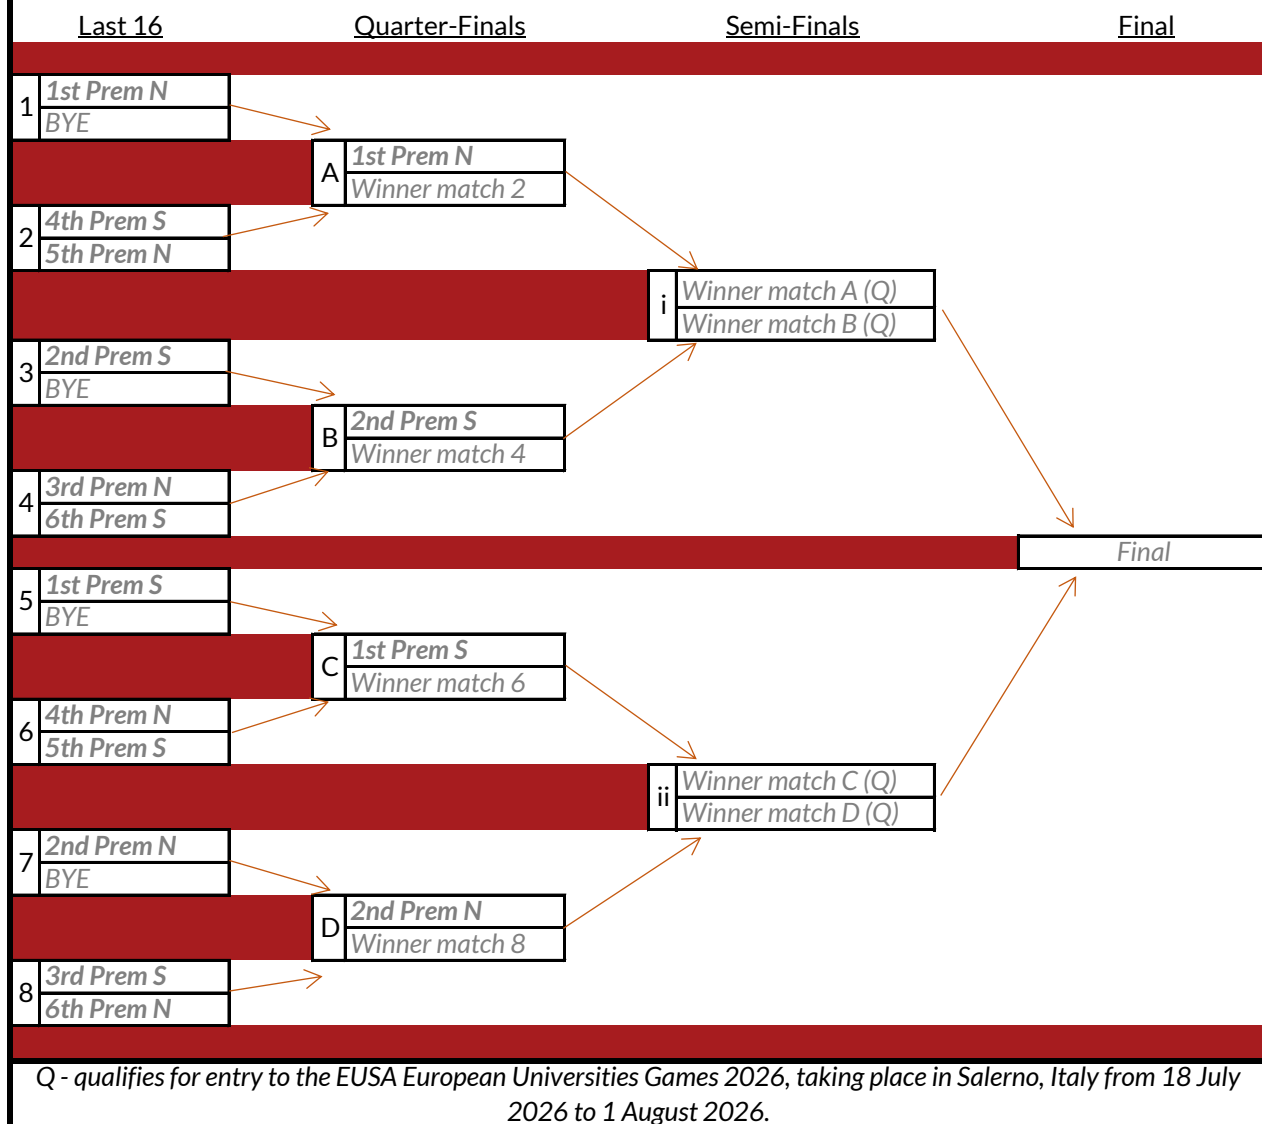 Last 16 Quarter-Finals Semi-Finals Final
1
1st Prem N
BYE
A
1st Prem N
Winner match 2
2
4th Prem S
5th Prem N
i
Winner match A (Q)
Winner match B (Q)
3
2nd Prem S
BYE
B
2nd Prem S
Winner match 4
4
3rd Prem N
6th Prem S
Final
5
1st Prem S
BYE
C
1st Prem S
Winner match 6
6
4th Prem N
5th Prem S
ii
Winner match C (Q)
Winner match D (Q)
7
2nd Prem N
BYE
D
2nd Prem N
Winner match 8
8
3rd Prem S
6th Prem N
Q - qualifies for entry to the EUSA European Universities Games 2026, taking place in Salerno, Italy from 18 July
2026 to 1 August 2026.